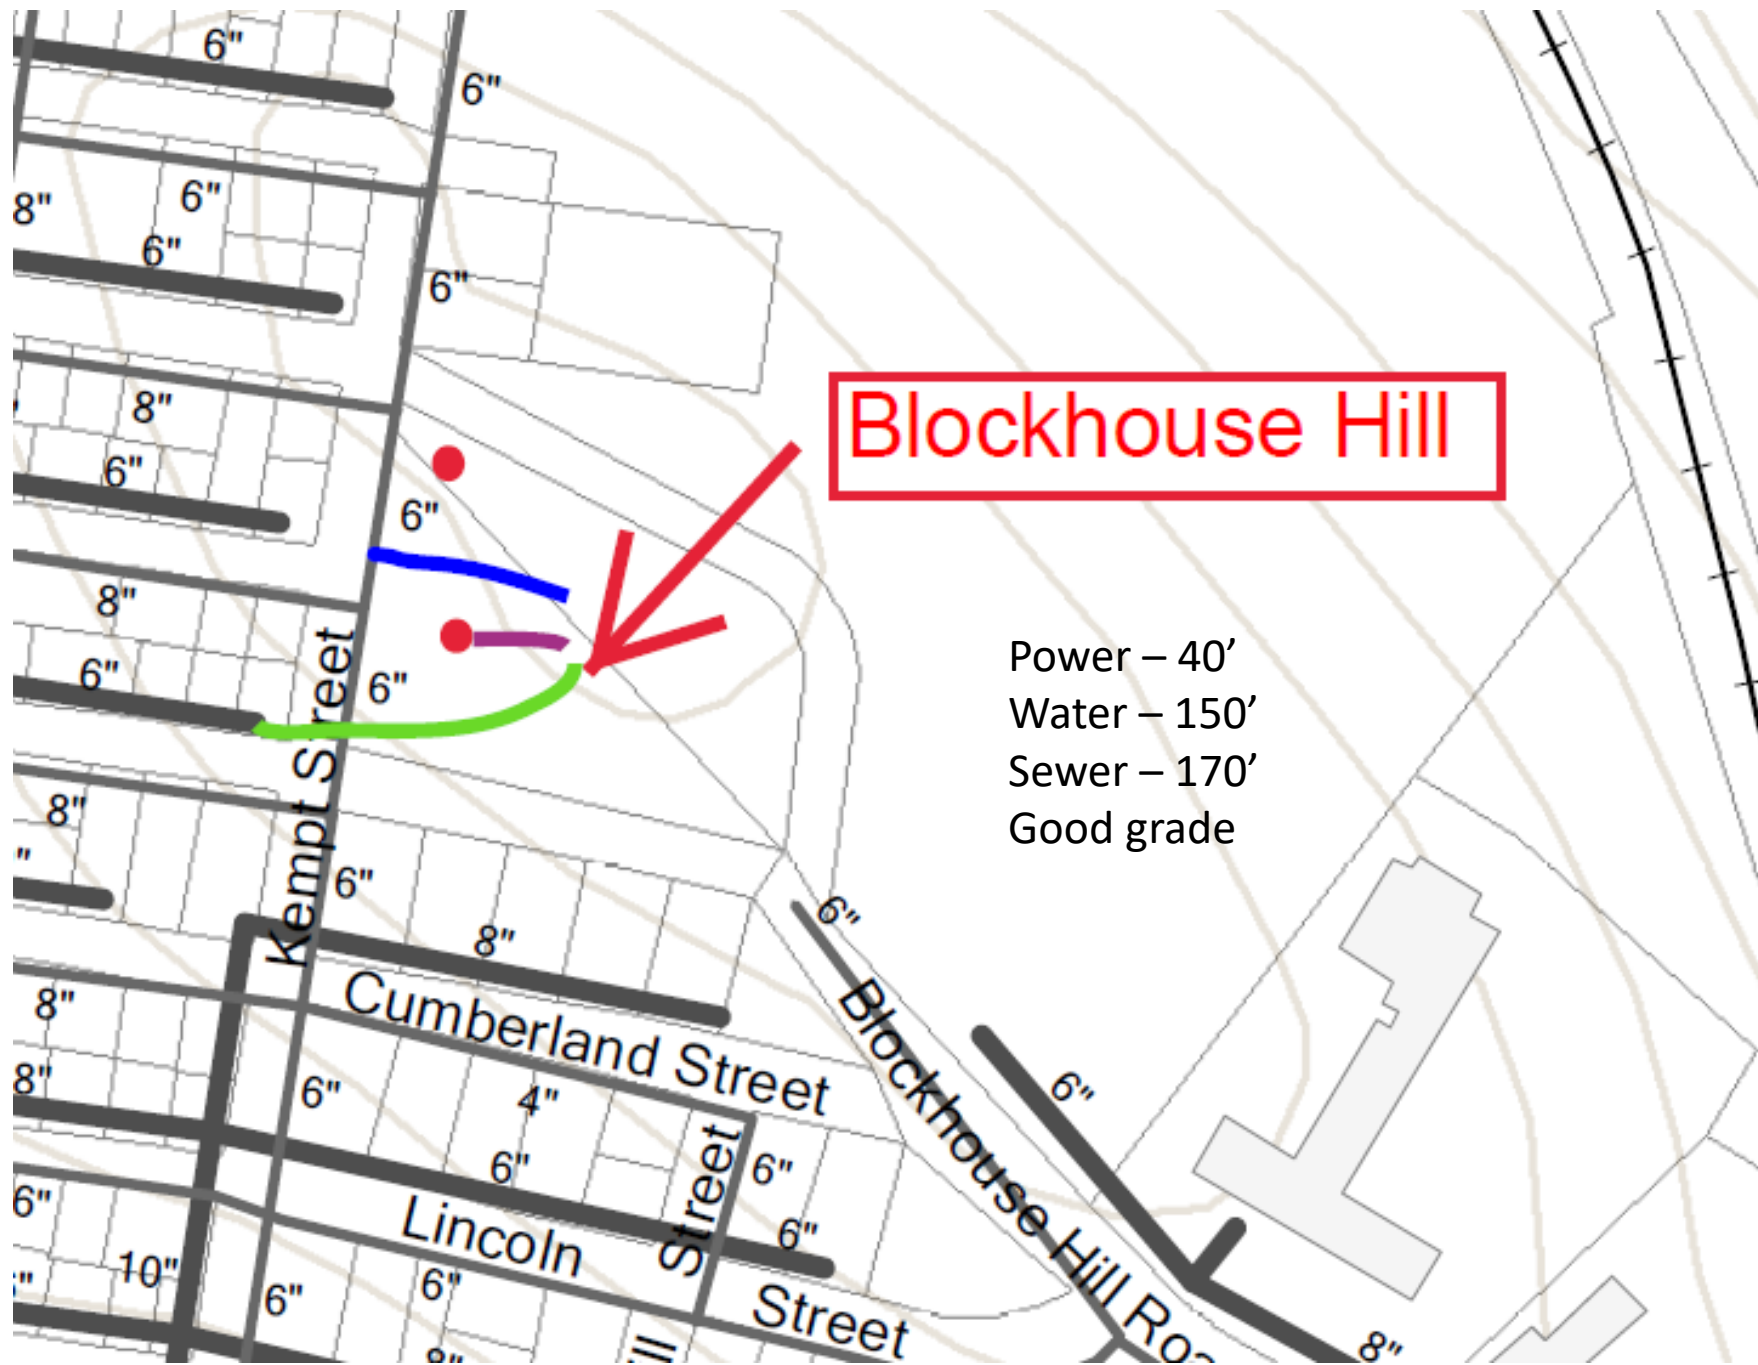 6"
6"
6"
8"
6"
6"
Blockhouse Hill
8"
6"
6"
8"
Power – 40’
Water – 150’
Sewer – 170’
Good grade
6"
6"
Kempt Street
8"
"
6"
6"
8"
8"
Cumberland Street
Blockhouse Hill
8"
6"
4"
6"
6"
6"
Street
6"
6"
Lincoln
Street
10"
6"
6"
8"